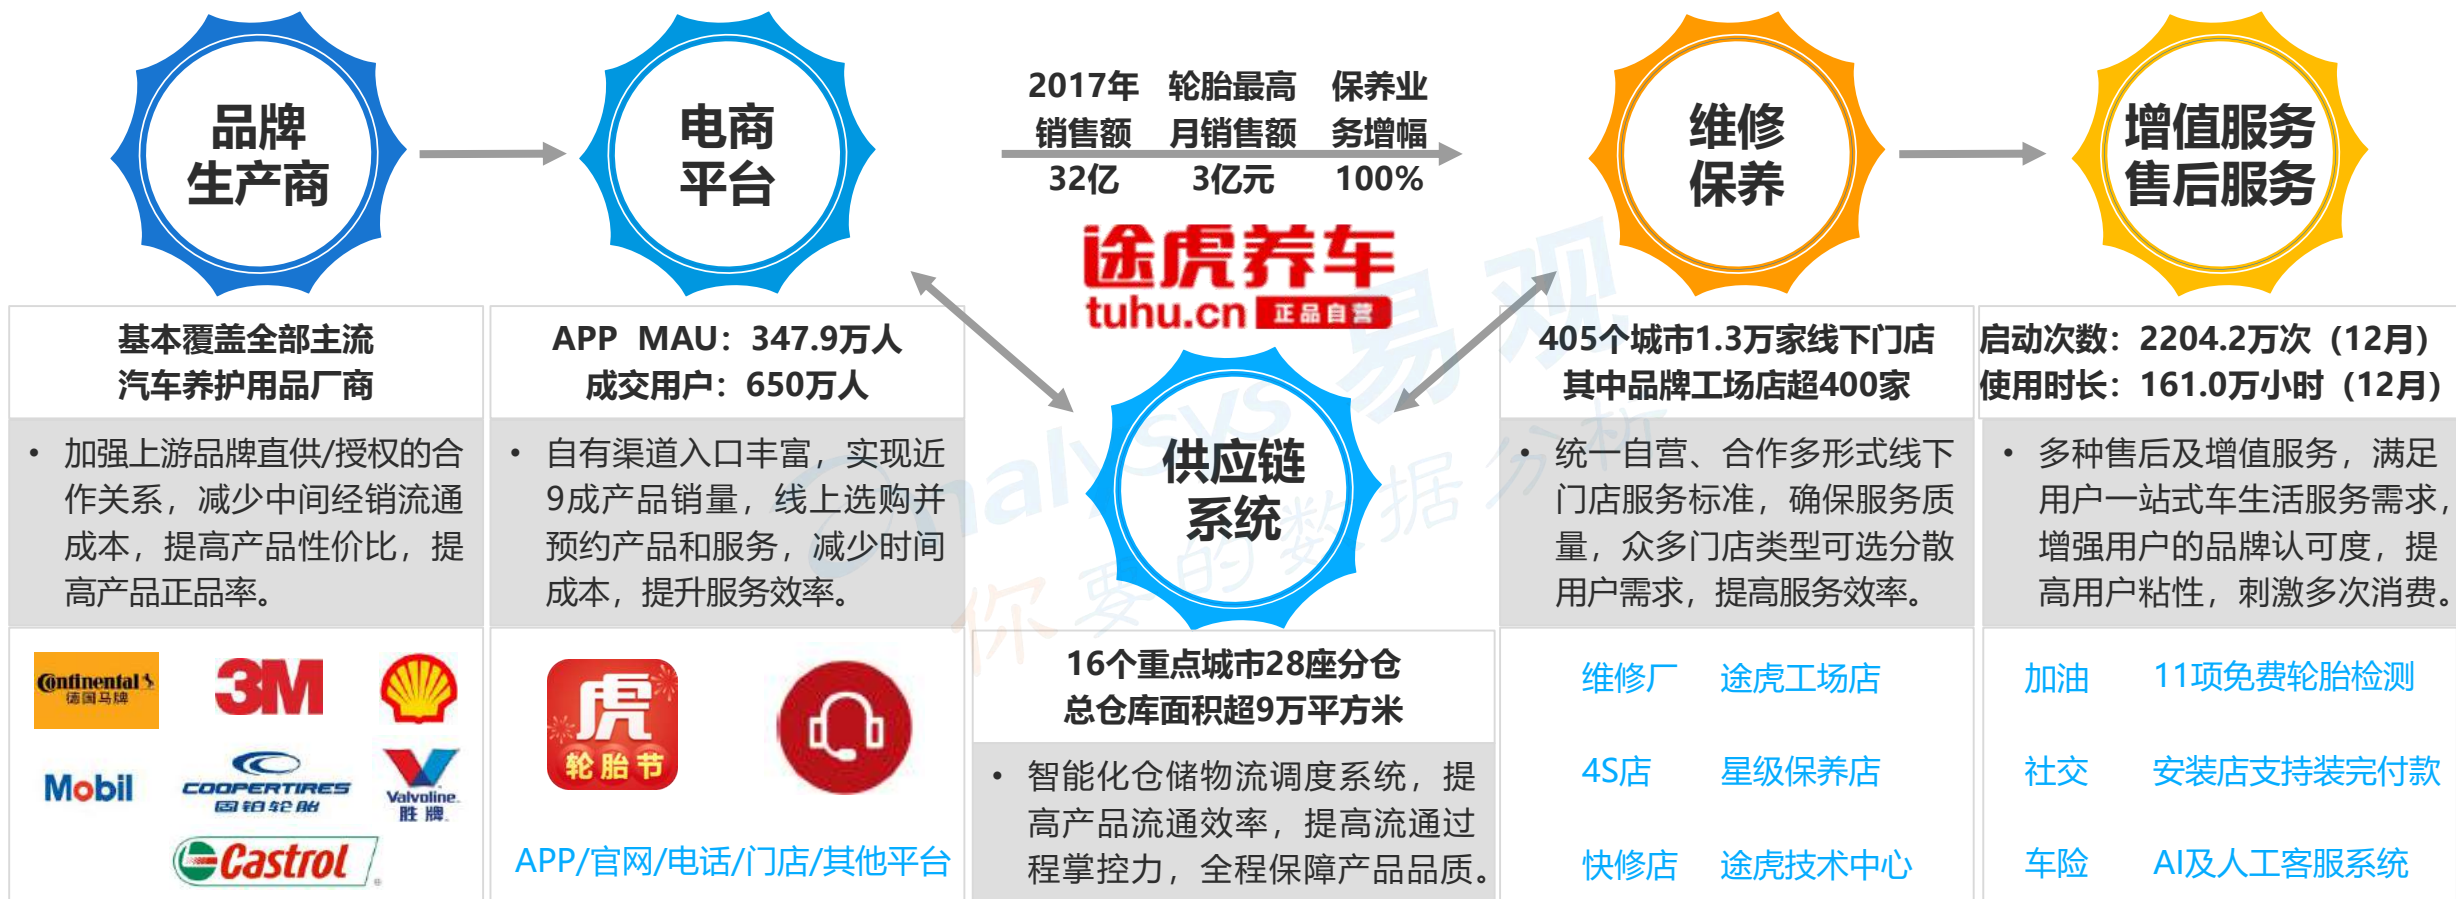 品牌
生产商
电商
平台
2017年 轮胎最高 保养业
销售额 月销售额 务增幅
32亿 3亿元 100%
途虎养车
tuhu.cn 正品自营
维修
保养
增值服务
售后服务
基本覆盖全部主流
汽车养护用品厂商
• 加强上游品牌直供/授权的合
作关系，减少中间经销流通
成本，提高产品性价比，提
高产品正品率。
Continental
德国马牌
3M
Mobil
COOPERTIRES
固铂轮胎
Valvoline
胜牌
Castrol
APP MAU：347.9万人
成交用户：650万人
• 自有渠道入口丰富，实现近
9成产品销量，线上选购并
预约产品和服务，减少时间
成本，提升服务效率。
虎
轮胎节
APP/官网/电话/门店/其他平台
供应链
系统
16个重点城市28座分仓
总仓库面积超9万平方米
• 智能化仓储物流调度系统，提
高产品流通效率，提高流通过
程掌控力，全程保障产品品质。
405个城市1.3万家线下门店
其中品牌工场店超400家
• 统一自营、合作多形式线下
门店服务标准，确保服务质
量，众多门店类型可选分散
用户需求，提高服务效率。
维修厂 途虎工场店
4S店 星级保养店
快修店 途虎技术中心
启动次数：2204.2万次（12月）
使用时长：161.0万小时（12月）
• 多种售后及增值服务，满足
用户一站式车生活服务需求，
增强用户的品牌认可度，提
高用户粘性，刺激多次消费。
加油 11项免费轮胎检测
社交 安装店支持装完付款
车险 AI及人工客服系统
analysys 易观
你要的数据分析